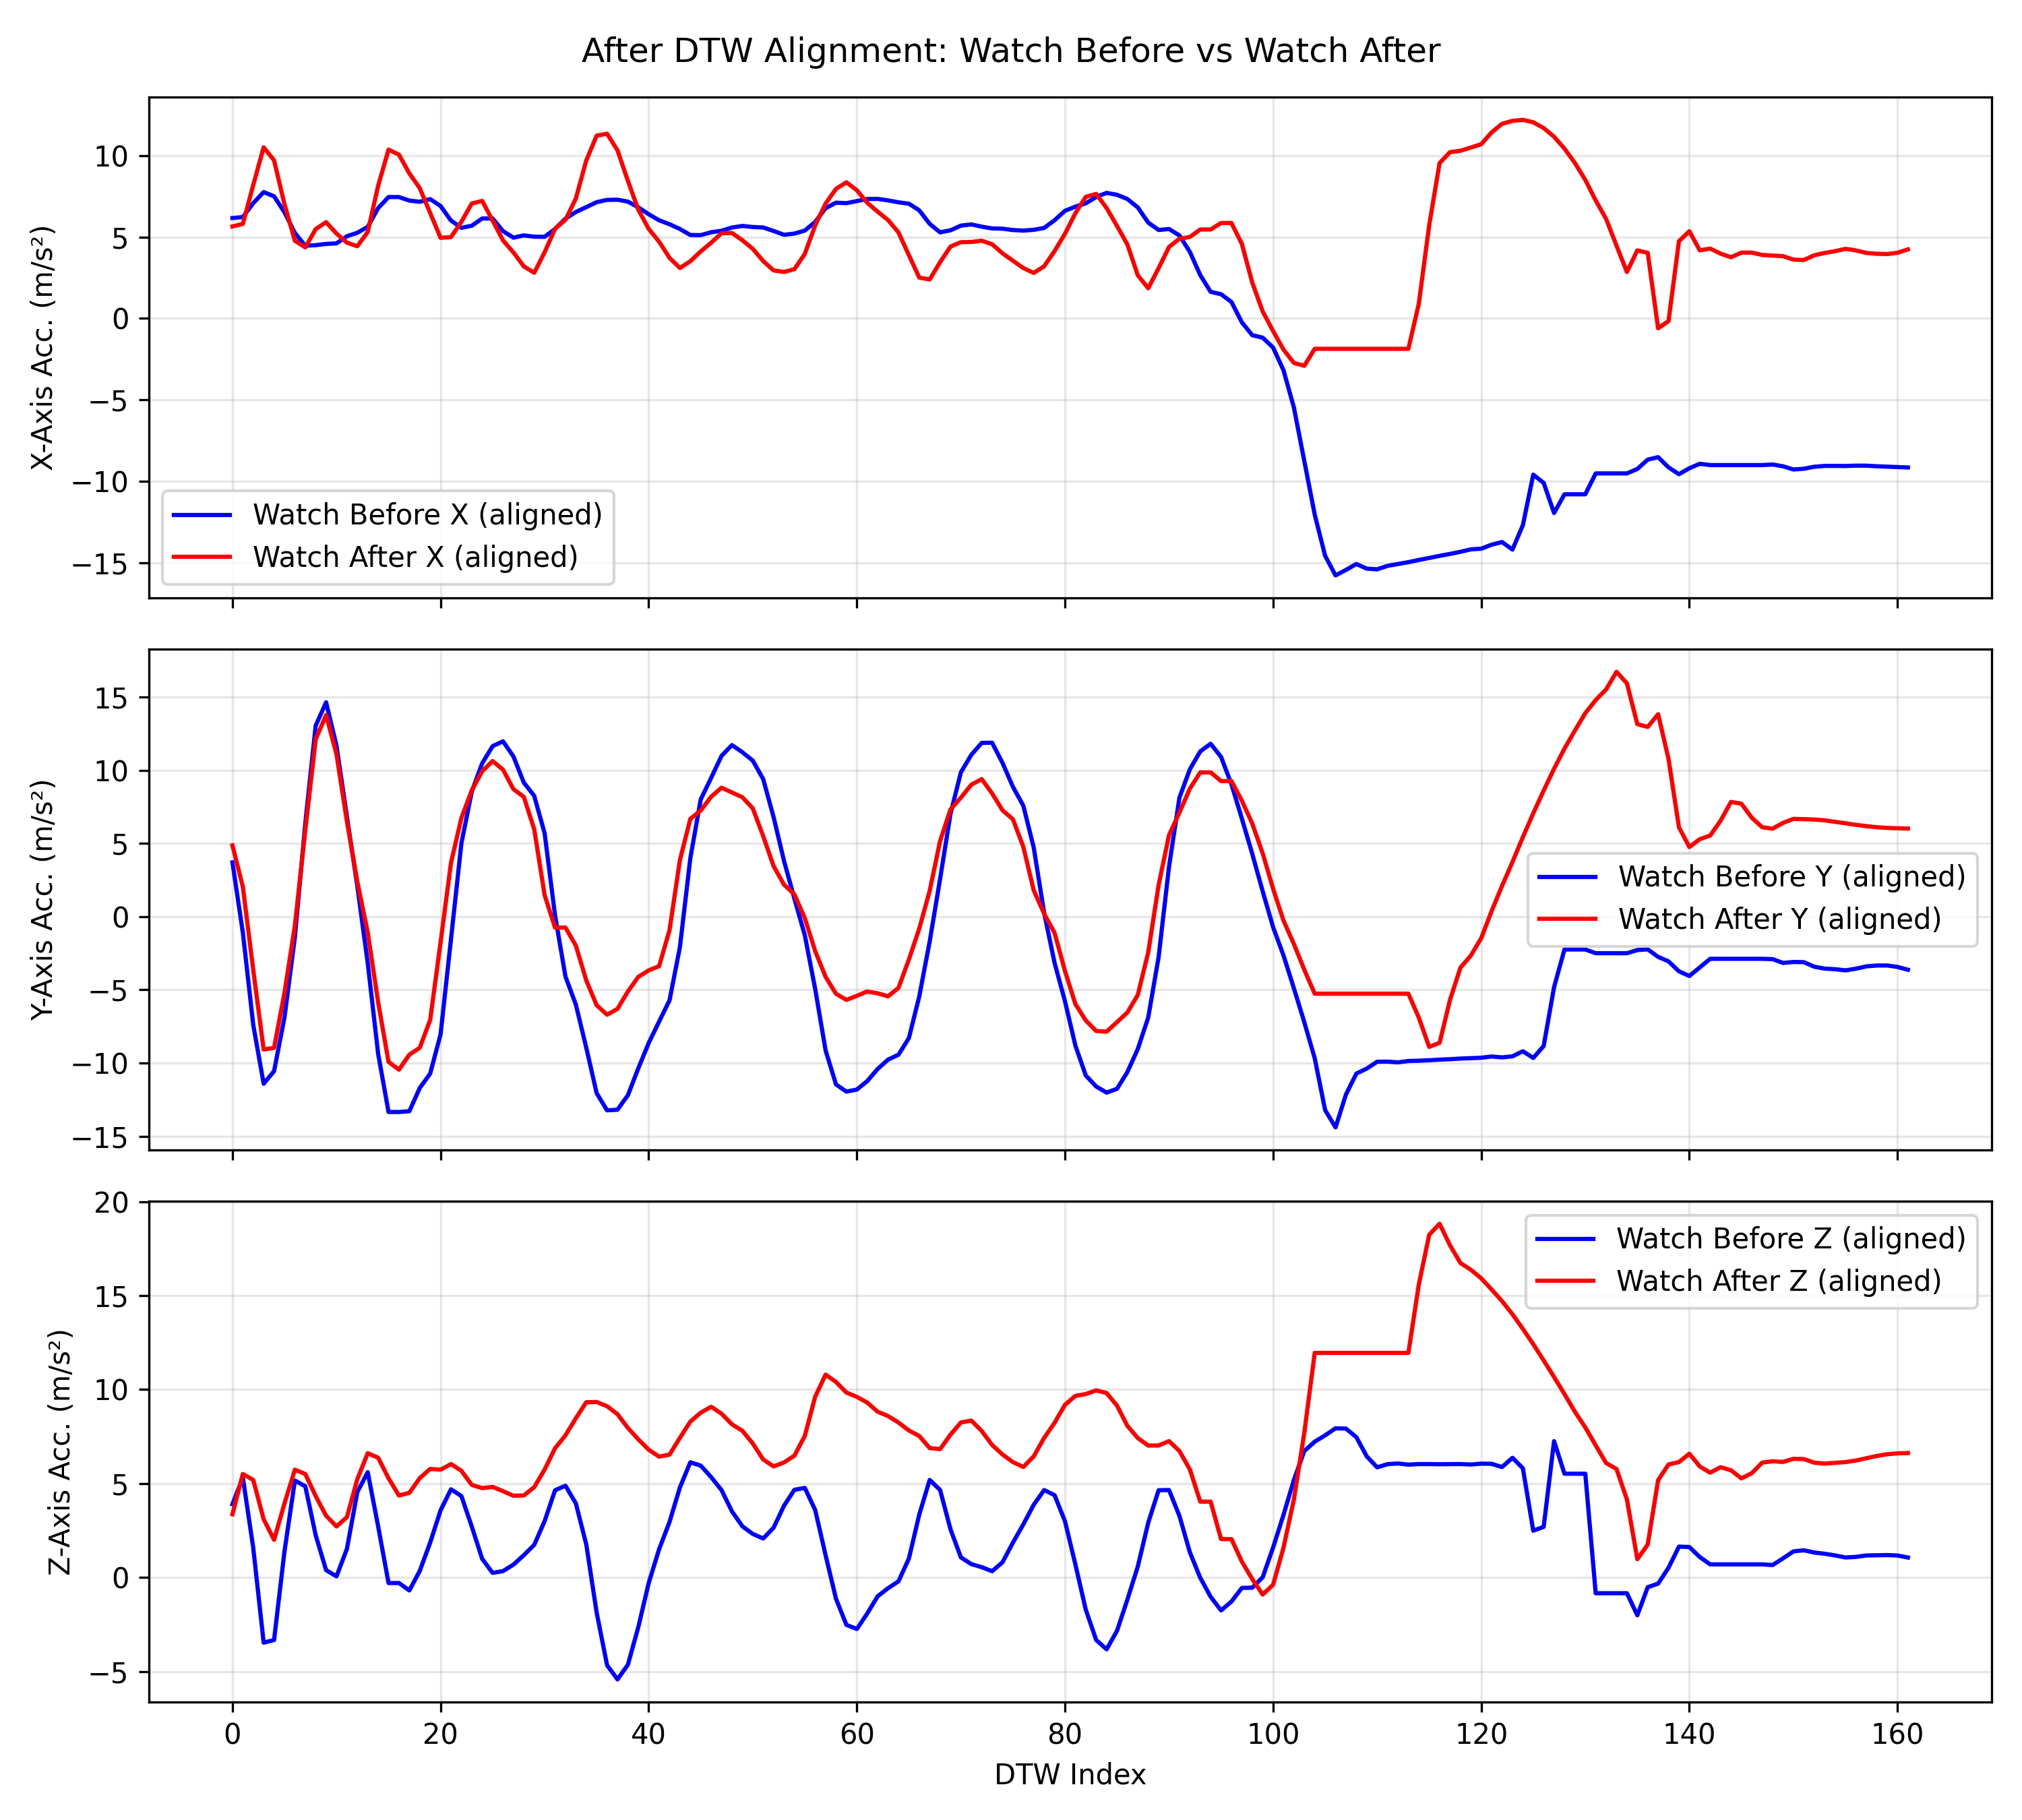 After DTW Alignment: Watch Before vs Watch After
X-Axis Acc. (m/s²)
10
5
0
−5
−10
−15
Watch Before X (aligned)
Watch After X (aligned)
Y-Axis Acc. (m/s²)
15
10
5
0
−5
−10
−15
Watch Before Y (aligned)
Watch After Y (aligned)
Z-Axis Acc. (m/s²)
20
15
10
5
0
−5
Watch Before Z (aligned)
Watch After Z (aligned)
0 20 40 60 80 100 120 140 160
DTW Index